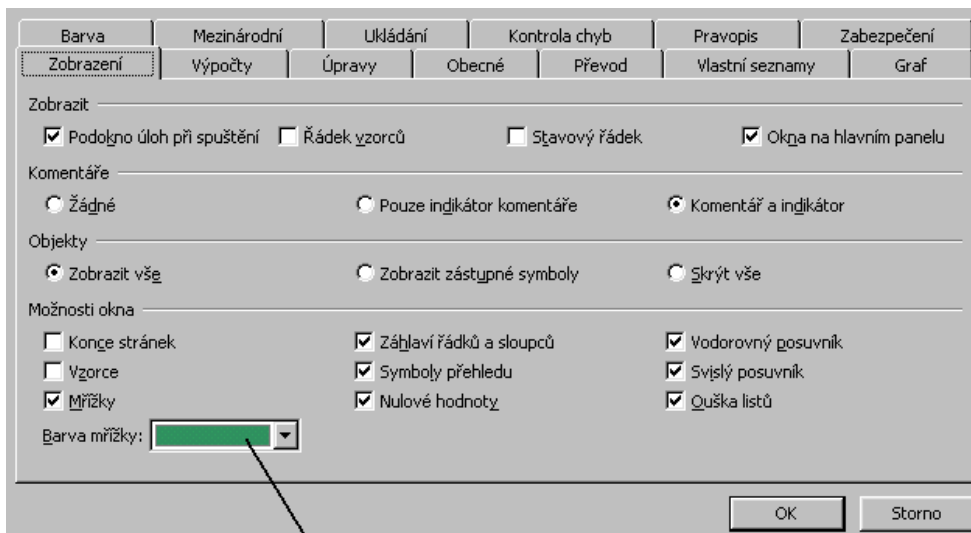 Barva Mezinárodní Ukládání Kontrola chyb Pravopis Zabezpečení
Zobrazení Výpočty Úpravy Obecné Převod Vlastní seznamy Graf
Zobrazit
Podokno úloh při spuštění Řádek vzorců Stavový řádek Okna na hlavním panelu
Komentáře
Žádné Pouze indikátor komentáře Komentář a indikátor
Objekty
Zobrazit vše Zobrazit zástupné symboly Skrýt vše
Možnosti okna
Konce stránek Záhlaví řádků a sloupců Vodorovný posuvník
Vzorce Symboly přehledu Svislý posuvník
Mřížky Nulové hodnoty Ouška listů
Barva mřížky:
OK Storno